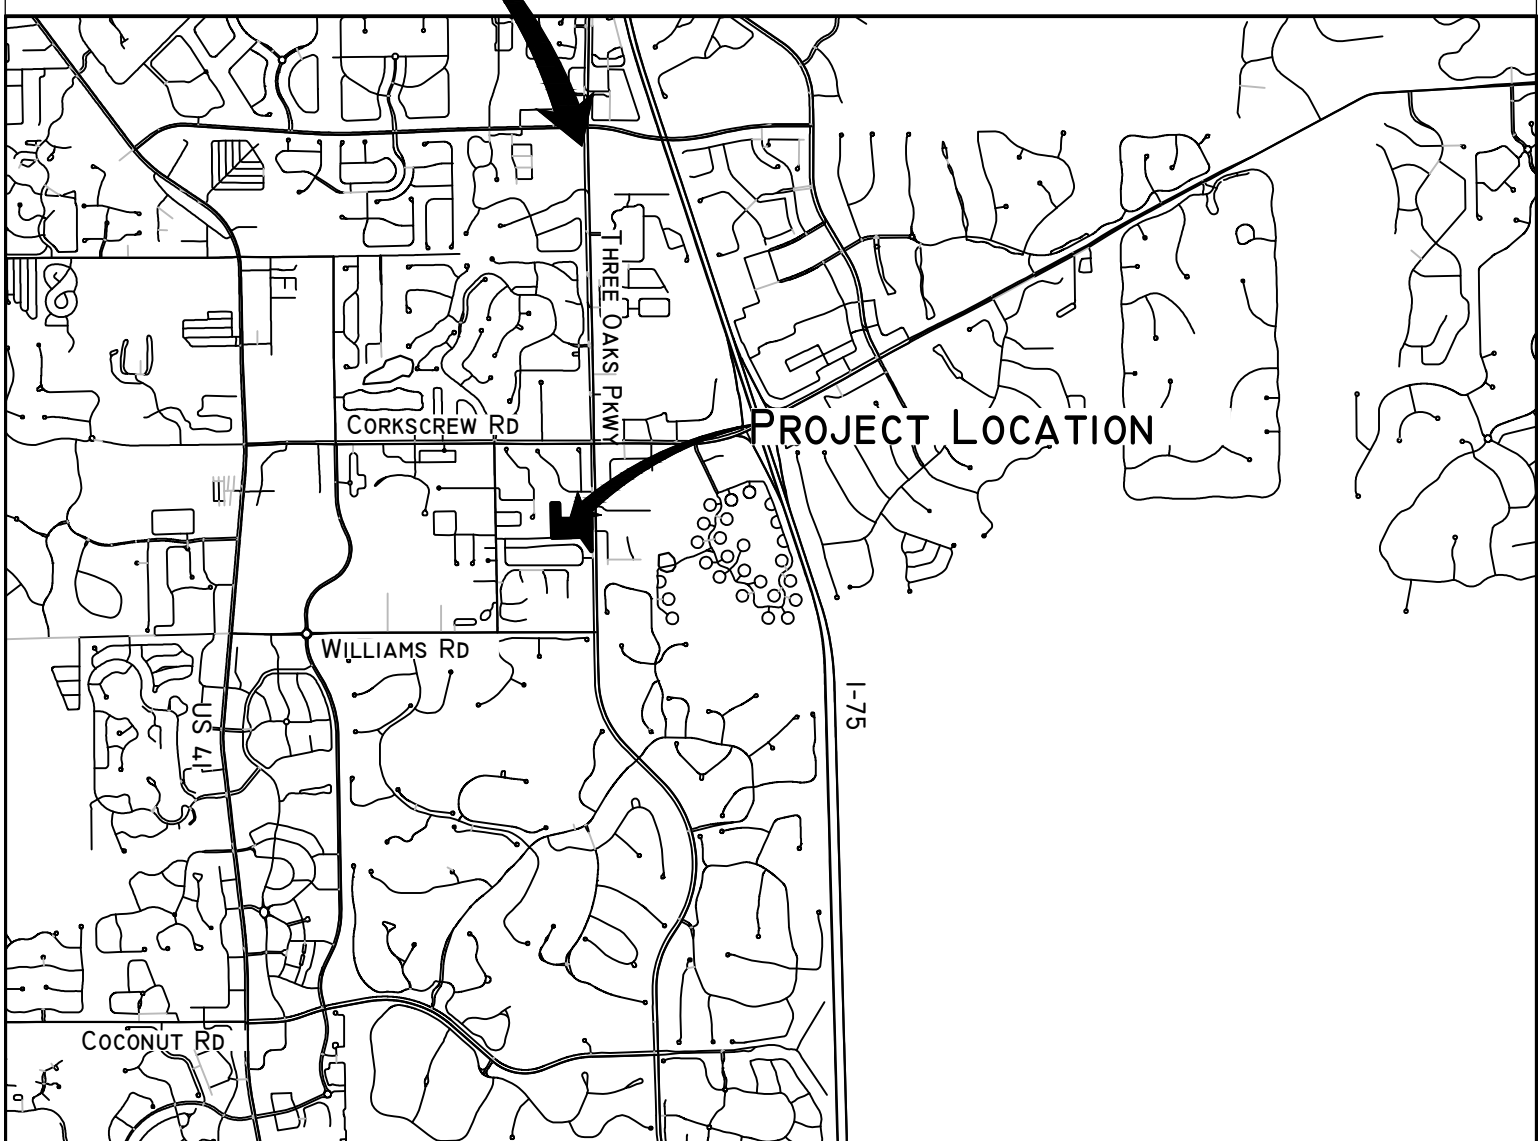 THREE OAKS PKWY
CORKSCREW RD
PROJECT LOCATION
WILLIAMS RD
I-75
US 41
COCONUT RD